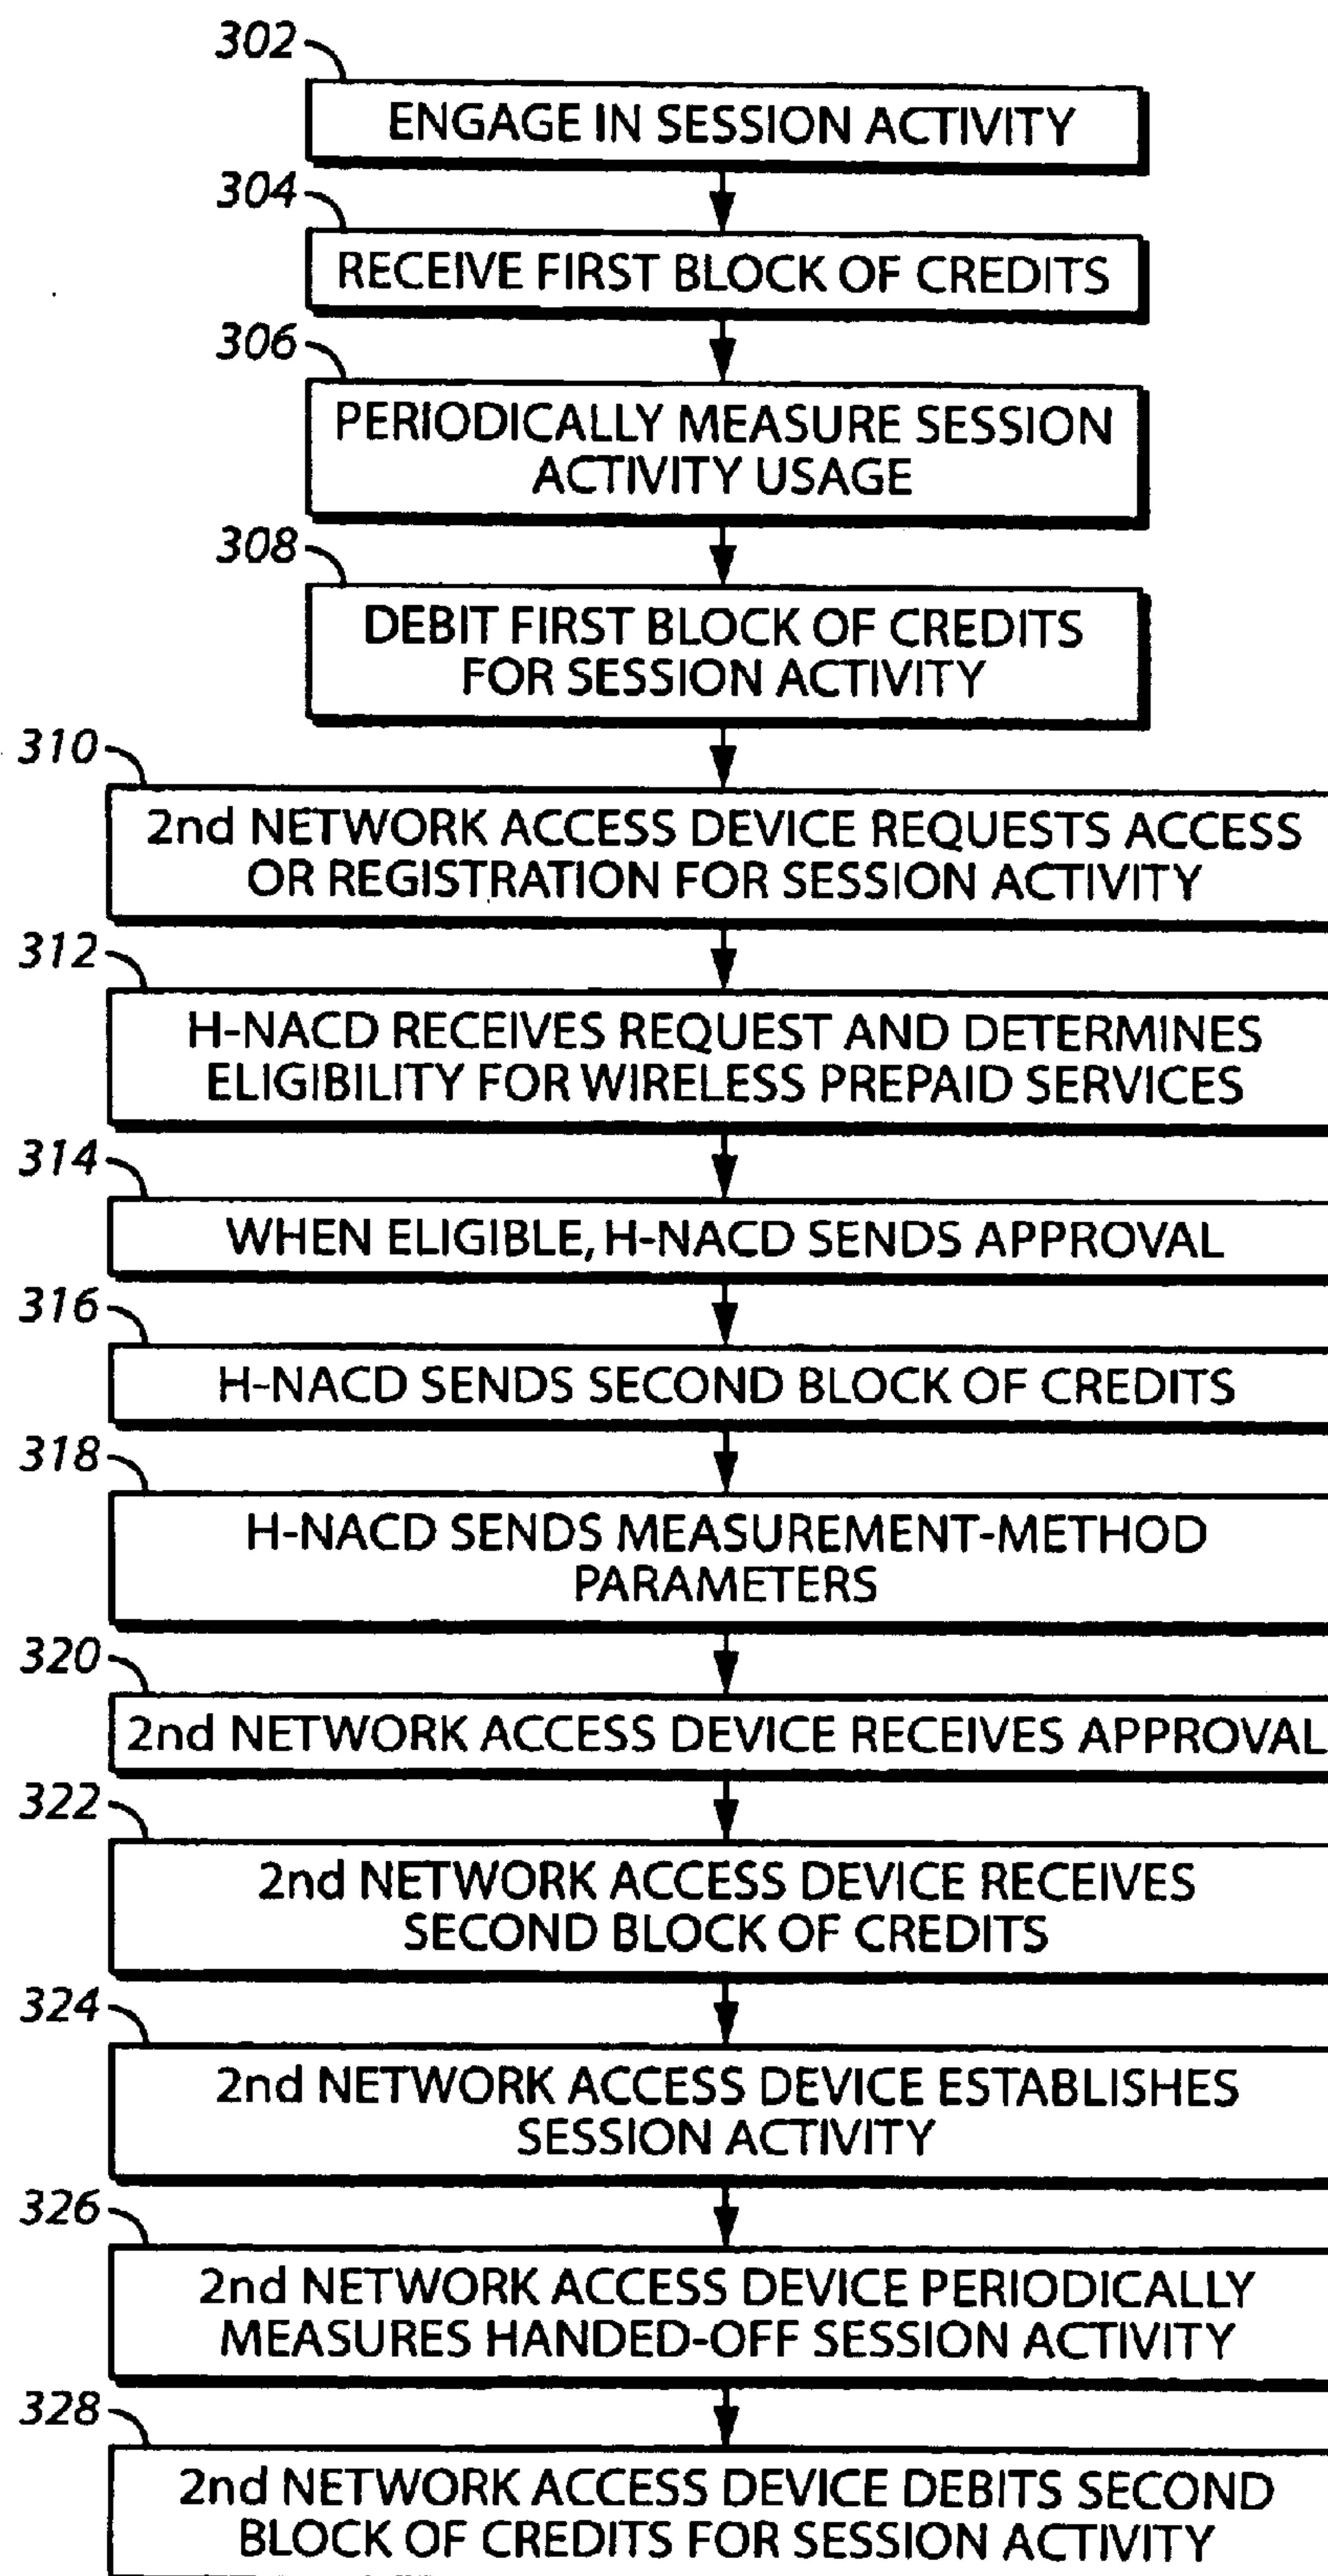 302
ENGAGE IN SESSION ACTIVITY
304
RECEIVE FIRST BLOCK OF CREDITS
306
PERIODICALLY MEASURE SESSION
ACTIVITY USAGE
308
DEBIT FIRST BLOCK OF CREDITS
FOR SESSION ACTIVITY
310
2nd NETWORK ACCESS DEVICE REQUESTS ACCESS
OR REGISTRATION FOR SESSION ACTIVITY
312
H-NACD RECEIVES REQUEST AND DETERMINES
ELIGIBILITY FOR WIRELESS PREPAID SERVICES
314
WHEN ELIGIBLE, H-NACD SENDS APPROVAL
316
H-NACD SENDS SECOND BLOCK OF CREDITS
318
H-NACD SENDS MEASUREMENT-METHOD
PARAMETERS
320
2nd NETWORK ACCESS DEVICE RECEIVES APPROVAL
322
2nd NETWORK ACCESS DEVICE RECEIVES
SECOND BLOCK OF CREDITS
324
2nd NETWORK ACCESS DEVICE ESTABLISHES
SESSION ACTIVITY
326
2nd NETWORK ACCESS DEVICE PERIODICALLY
MEASURES HANDED-OFF SESSION ACTIVITY
328
2nd NETWORK ACCESS DEVICE DEBITS SECOND
BLOCK OF CREDITS FOR SESSION ACTIVITY